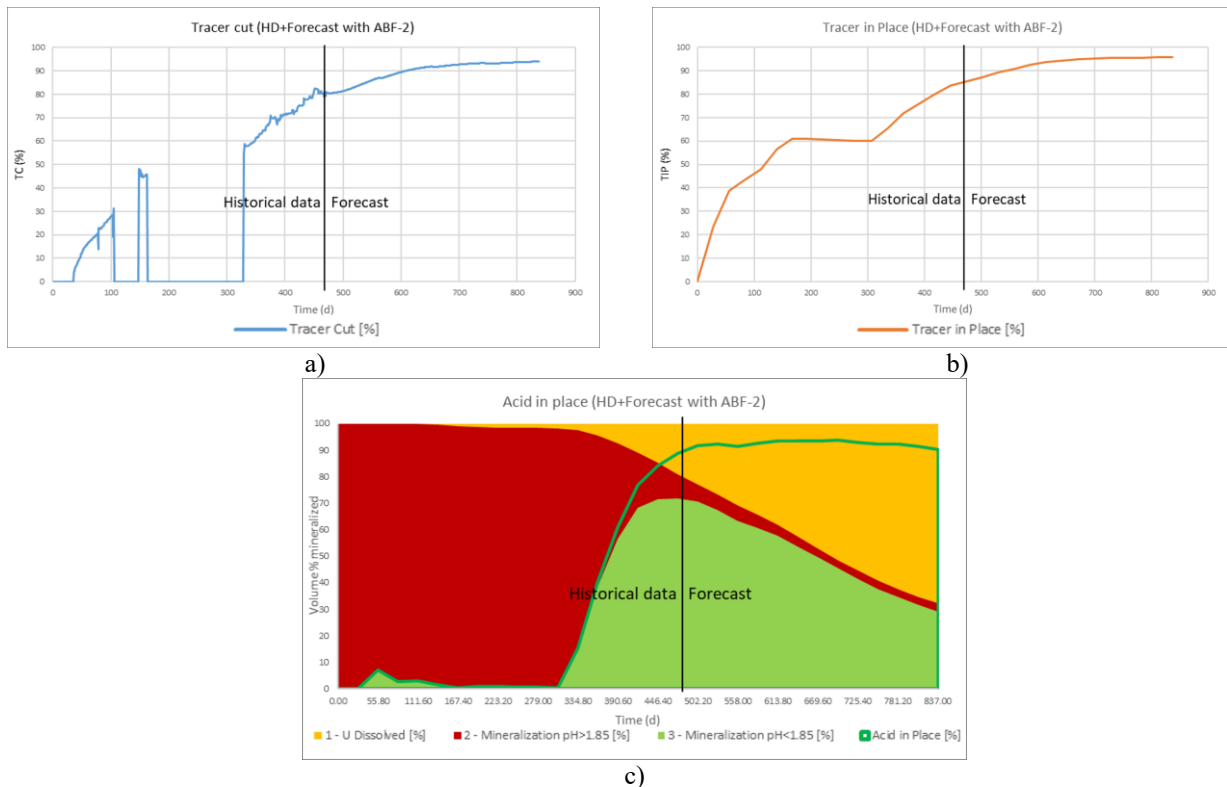 Tracer cut (HD+Forecast with ABF-2)
100
90
80
70
60
50
40
30
20
10
0
TC (%)
Historical data
Forecast
0 100 200 300 400 500 600 700 800 900
Time (d)
Tracer Cut [%]
a)
Tracer in Place (HD+Forecast with ABF-2)
100
90
80
70
60
50
40
30
20
10
0
TIP (%)
Historical data
Forecast
0 100 200 300 400 500 600 700 800 900
Time (d)
Tracer in Place [%]
b)
Acid in place (HD+Forecast with ABF-2)
100
90
80
70
60
50
40
30
20
10
0
Volume % mineralized
Historical data
Forecast
0.00 55.80 111.60 167.40 223.20 279.00 334.80 390.60 446.40 502.20 558.00 613.80 669.60 725.40 781.20 837.00
Time (d)
1 - U Dissolved [%] 2 - Mineralization pH>1.85 [%] 3 - Mineralization pH<1.85 [%] Acid in Place [%]
c)